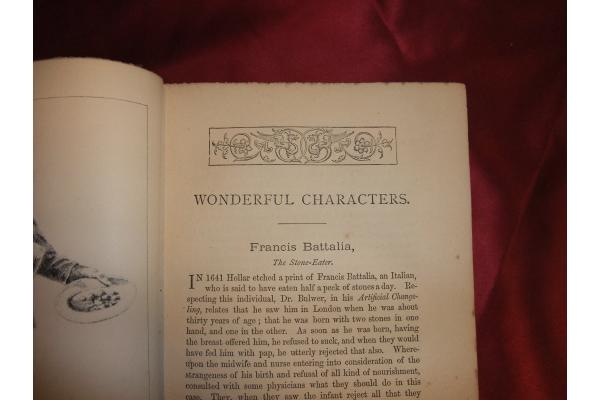 WONDERFUL CHARACTERS.
Francis Battalia,
The Stone-Eater.
IN 1641 Hollar etched a print of Francis Battalia, an Italian,
who is said to have eaten half a peck of stones a day. Re-
specting this individual, Dr. Bulwer, in his Artificial Change-
ling, relates that he saw him in London when he was about
thirty years of age; that he was born with two stones in one
hand, and one in the other. As soon as he was born, having
the breast offered him, he refused to suck, and when they would
have fed him with pap, he utterly rejected that also. Where-
upon the midwife and nurse entering into consideration of the
strangeness of his birth and refusal of all kind of nourishment,
consulted with some physicians what they should do in this
case. They, when they saw the infant reject all that they